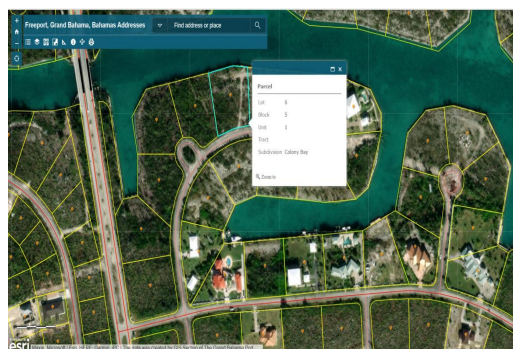 Freeport, Grand Bahama, Bahamas Addresses
Find address or place
Parcel
Lot 6
Block 5
Unit 1
Tract
Subdivision Colony Bay
Zoom to
esri